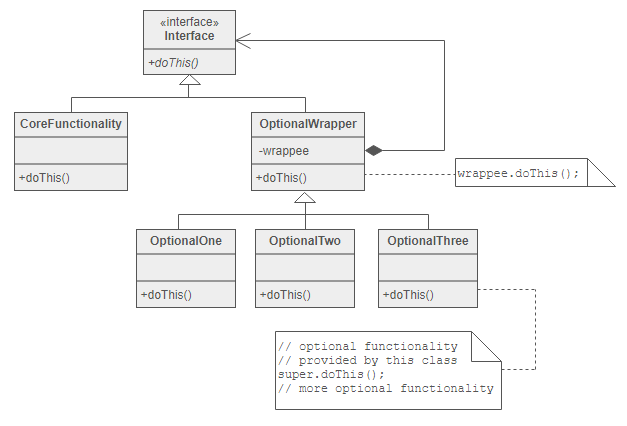 «interface»
Interface
+doThis()
CoreFunctionality
+doThis()
OptionalWrapper
-wrappee
+doThis()
wrappee.doThis();
OptionalOne
+doThis()
OptionalTwo
+doThis()
OptionalThree
+doThis()
// optional functionality
// provided by this class
super.doThis();
// more optional functionality